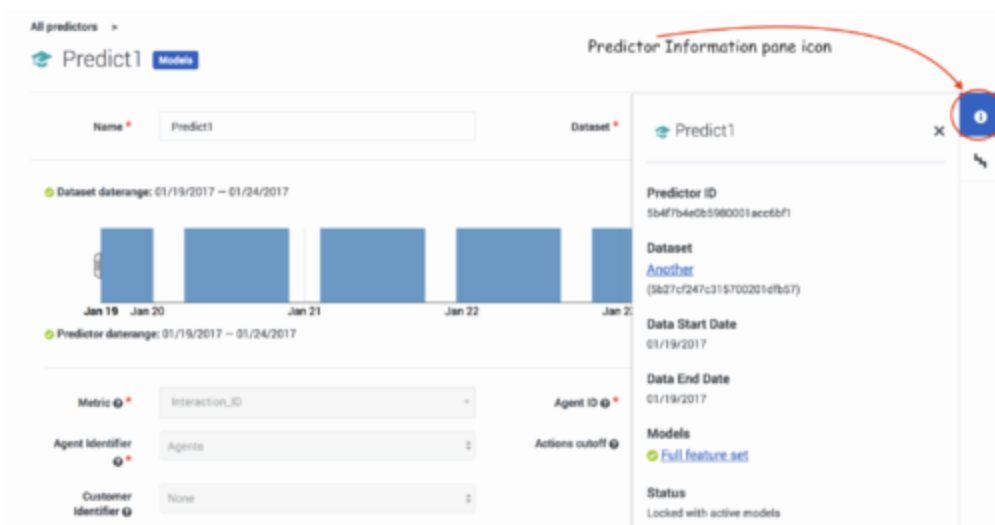 All predictors >
Predict1 Models
Predictor Information pane icon
Name * Predict1 Dataset *
Dataset daterange: 01/19/2017 – 01/24/2017
Jan 19 Jan 20 Jan 21 Jan 22 Jan 2
Predictor daterange: 01/19/2017 – 01/24/2017
Metric * Interaction_ID Agent ID *
Agent Identifier * Agents Actions cutoff
Customer Identifier None
Predict1
Predictor ID
Dataset
Another
Data Start Date
01/19/2017
Data End Date
01/19/2017
Models
Full feature set
Status
Locked with active models